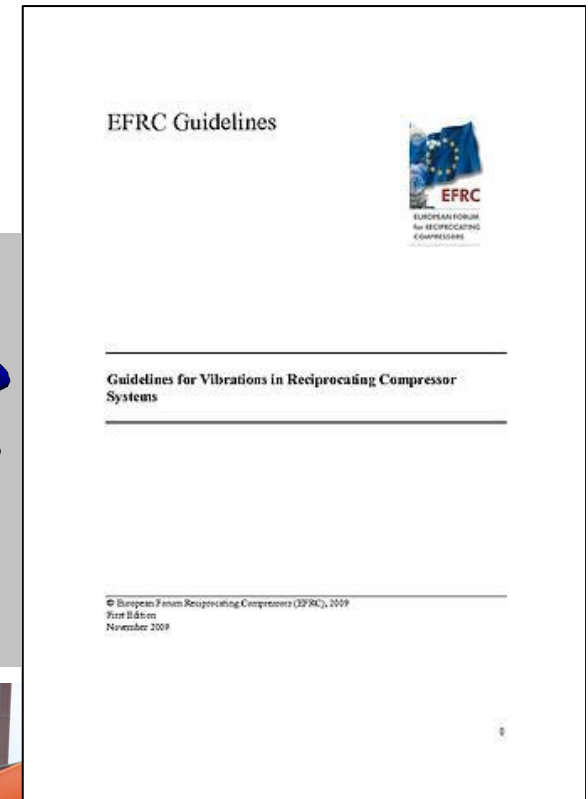 EFRC Guidelines
EFRC
EUROPEAN FORUM
for RECIPROCATING
COMPRESSORS
Guidelines for Vibrations in Reciprocating Compressor
Systems
© European Forum Reciprocating Compressors (EFRC), 2009
First Edition
November 2009
0